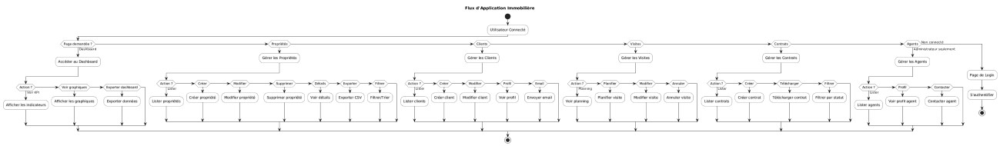 Flux d'Application Immobilière
Utilisateur Connecté
Page demandée ?
Dashboard
Propriétés
Clients
Visites
Contrats
Agents
Non connecté
Administrateur seulement
Accéder au Dashboard
Gérer les Propriétés
Gérer les Clients
Gérer les Visites
Gérer les Contrats
Gérer les Agents
Page de Login
S'authentifier
Action ?
Voir KPI
Voir graphiques
Exporter dashboard
Afficher les indicateurs
Afficher les graphiques
Exporter données
Action ?
Lister
Créer
Modifier
Supprimer
Détails
Exporter
Filtrer
Lister propriétés
Créer propriété
Modifier propriété
Supprimer propriété
Voir détails
Exporter CSV
Filtrer/Trier
Action ?
Lister
Créer
Modifier
Profil
Email
Lister clients
Créer client
Modifier client
Voir profil
Envoyer email
Action ?
Planning
Planifier
Modifier
Annuler
Voir planning
Planifier visite
Modifier visite
Annuler visite
Action ?
Lister
Créer
Télécharger
Filtrer
Lister contrats
Créer contrat
Télécharger contrat
Filtrer par statut
Action ?
Lister
Profil
Contacter
Lister agents
Voir profil agent
Contacter agent